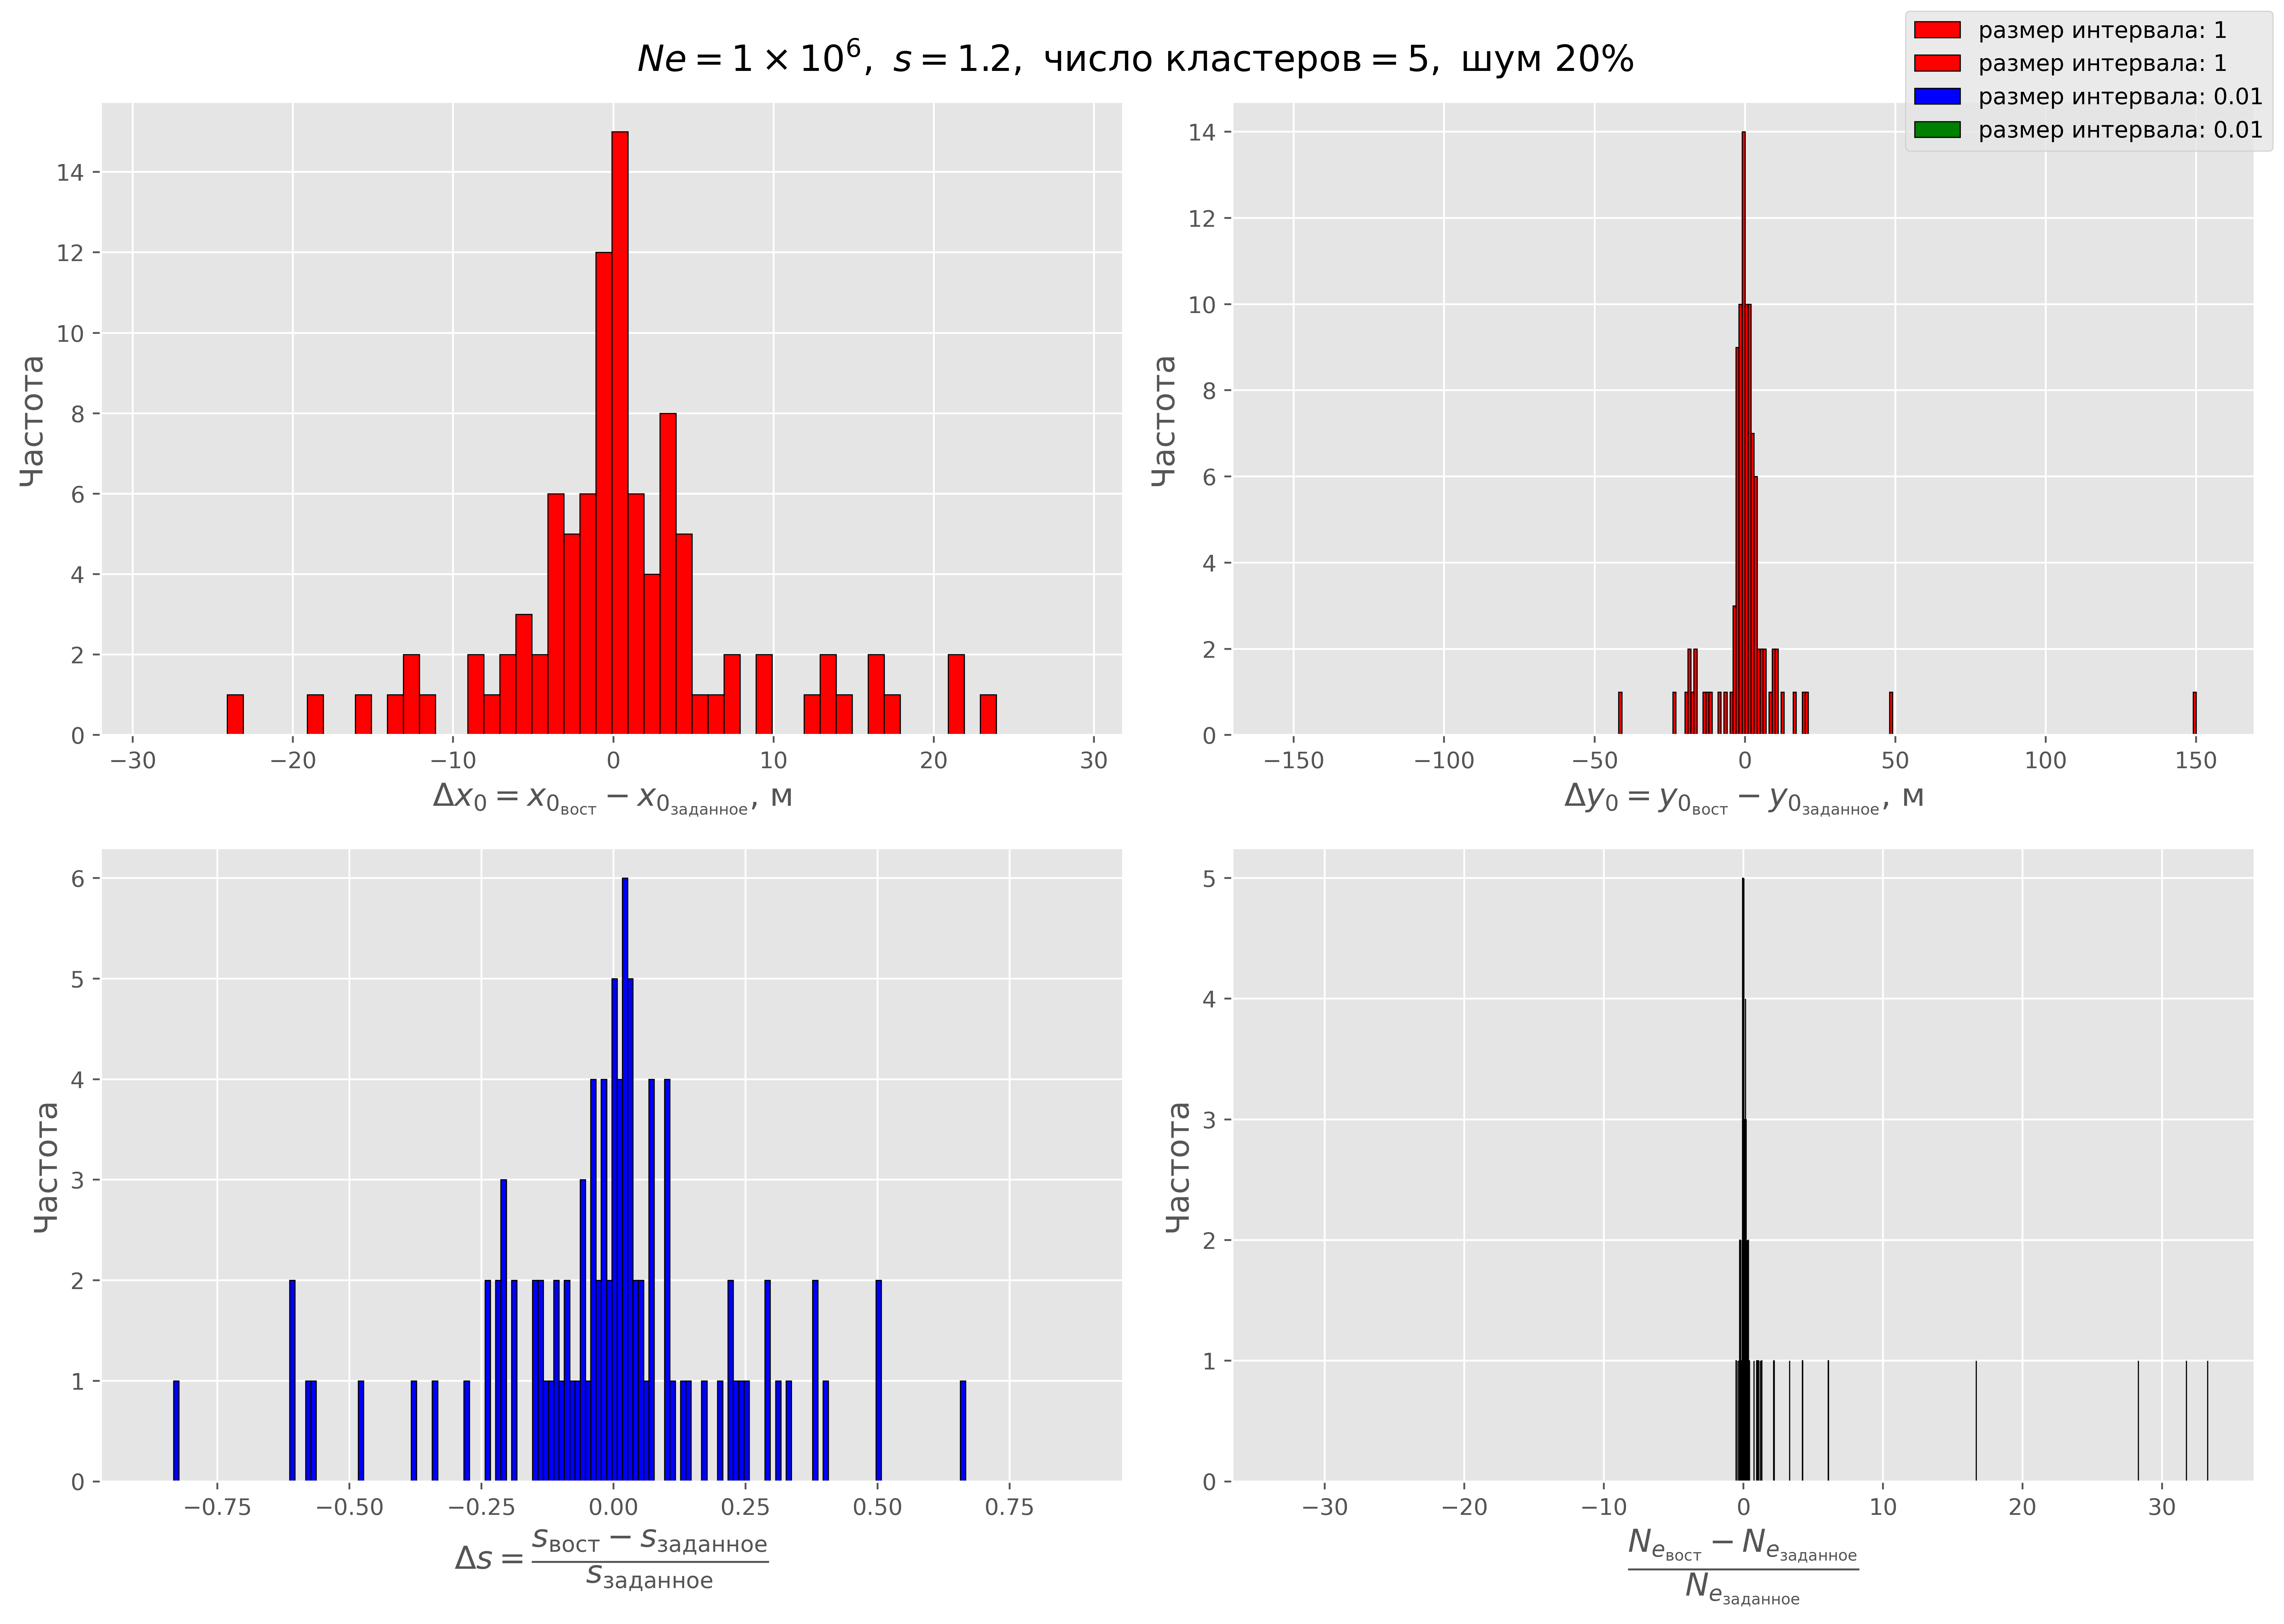 Ne = 1 × 10⁶, s = 1.2, число кластеров = 5, шум 20%
размер интервала: 1
размер интервала: 1
размер интервала: 0.01
размер интервала: 0.01
Частота
14
12
10
8
6
4
2
0
−30 −20 −10 0 10 20 30
Δx₀ = x₀вост − x₀заданное, м
Частота
14
12
10
8
6
4
2
0
−150 −100 −50 0 50 100 150
Δy₀ = y₀вост − y₀заданное, м
Частота
6
5
4
3
2
1
0
−0.75 −0.50 −0.25 0.00 0.25 0.50 0.75
sвост − sзаданное
Δs =
sзаданное
Частота
5
4
3
2
1
0
−30 −20 −10 0 10 20 30
Neвост − Neзаданное
Neзаданное